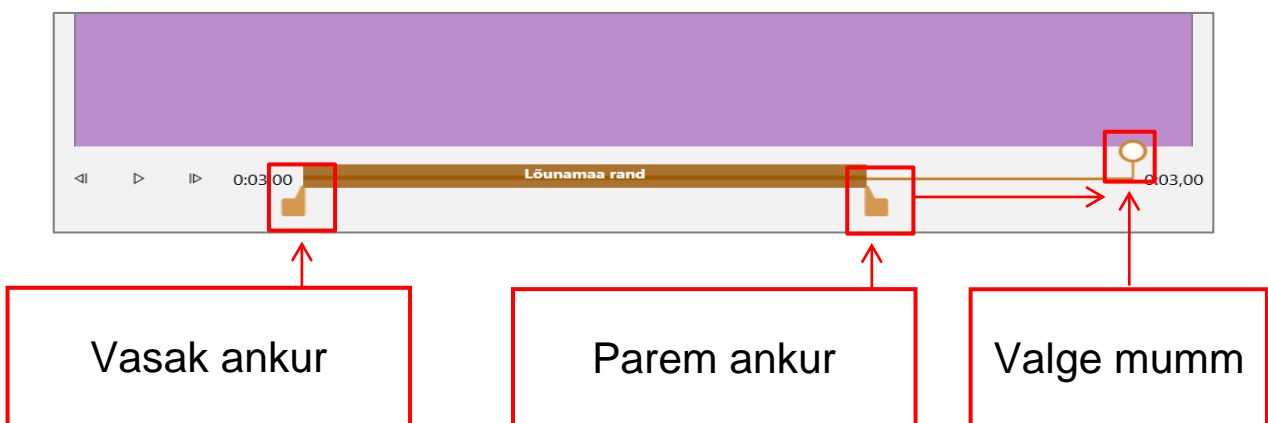 Lõunamaa rand
0:03,00
0:03,00
Vasak ankur
Parem ankur
Valge mumm